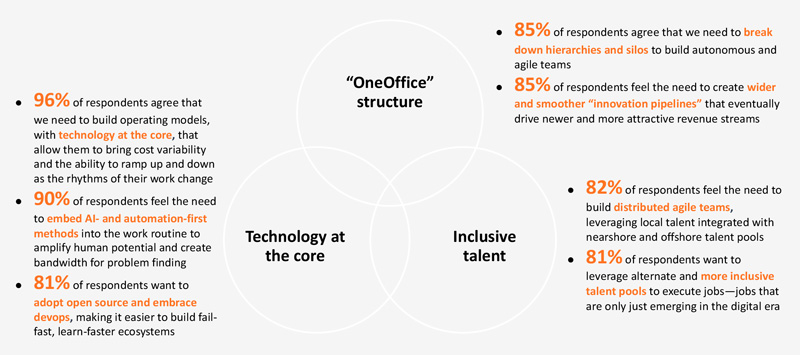 “OneOffice”
structure
Technology at
the core
Inclusive
talent
• 96% of respondents agree that
we need to build operating models,
with technology at the core, that
allow them to bring cost variability
and the ability to ramp up and down
as the rhythms of their work change
• 90% of respondents feel the need
to embed AI- and automation-first
methods into the work routine to
amplify human potential and create
bandwidth for problem finding
• 81% of respondents want to
adopt open source and embrace
devops, making it easier to build fail-
fast, learn-faster ecosystems
• 85% of respondents agree that we need to break
down hierarchies and silos to build autonomous and
agile teams
• 85% of respondents feel the need to create wider
and smoother “innovation pipelines” that eventually
drive newer and more attractive revenue streams
• 82% of respondents feel the need to
build distributed agile teams,
leveraging local talent integrated with
nearshore and offshore talent pools
• 81% of respondents want to
leverage alternate and more inclusive
talent pools to execute jobs—jobs that
are only just emerging in the digital era